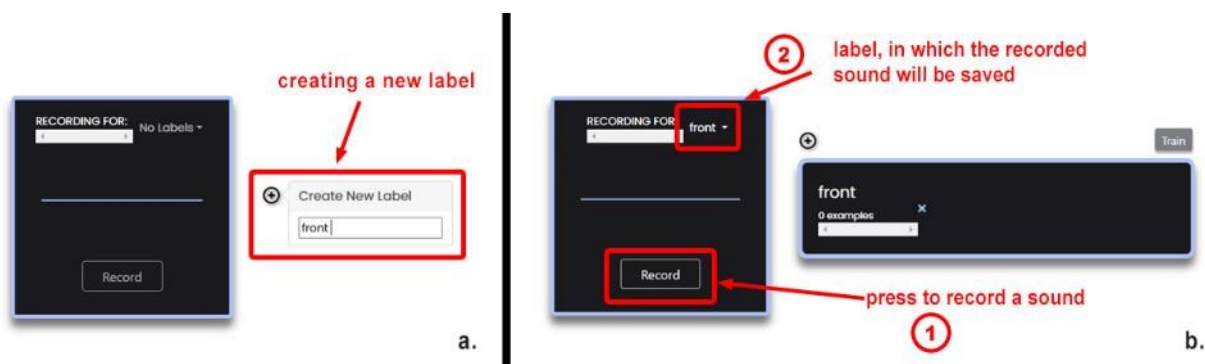 creating a new label
RECORDING FOR:
No Labels
Create New Label
front
Record
a.
2
label, in which the recorded
sound will be saved
RECORDING FOR
front
Train
front
0 examples
Record
press to record a sound
1
b.